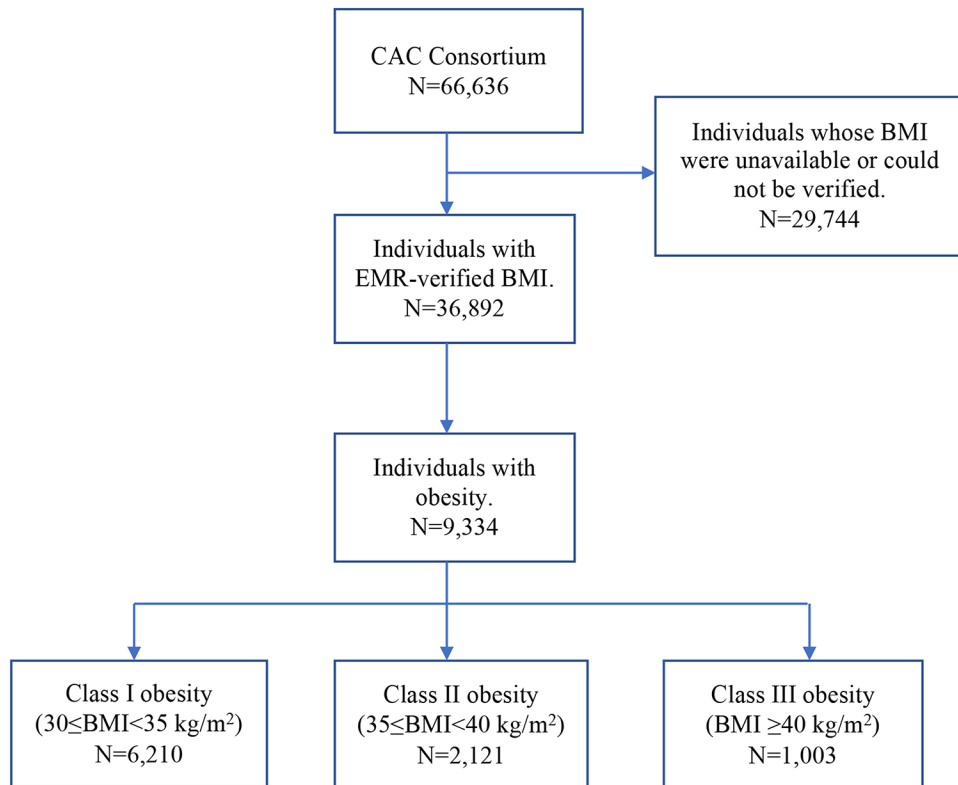 CAC Consortium
N=66,636
Individuals whose BMI
were unavailable or could
not be verified.
N=29,744
Individuals with
EMR-verified BMI.
N=36,892
Individuals with
obesity.
N=9,334
Class I obesity
(30≤BMI<35 kg/m²)
N=6,210
Class II obesity
(35≤BMI<40 kg/m²)
N=2,121
Class III obesity
(BMI ≥40 kg/m²)
N=1,003